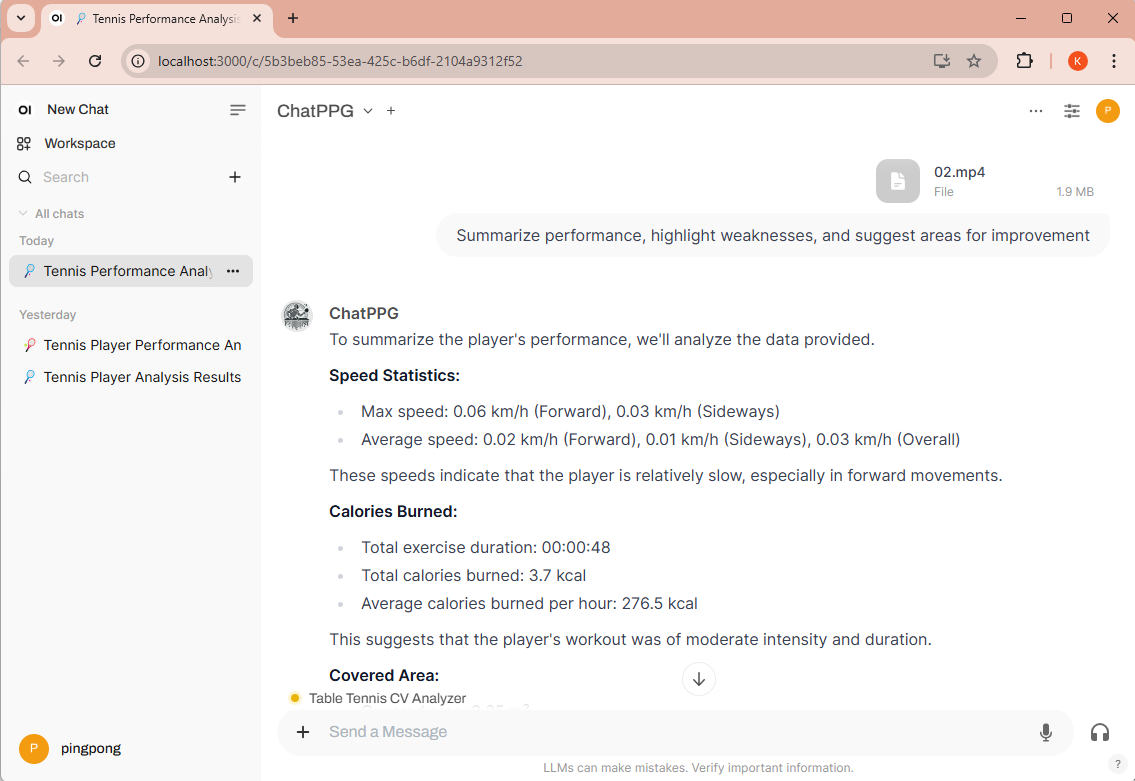 OI
Tennis Performance Analysis
localhost:3000/c/5b3beb85-53ea-425c-b6df-2104a9312f52
K
OI New Chat
Workspace
Search
All chats
Today
Tennis Performance Analy
Yesterday
Tennis Player Performance An
Tennis Player Analysis Results
P pingpong
ChatPPG
P
02.mp4
File 1.9 MB
Summarize performance, highlight weaknesses, and suggest areas for improvement
ChatPPG
To summarize the player's performance, we'll analyze the data provided.
Speed Statistics:
Max speed: 0.06 km/h (Forward), 0.03 km/h (Sideways)
Average speed: 0.02 km/h (Forward), 0.01 km/h (Sideways), 0.03 km/h (Overall)
These speeds indicate that the player is relatively slow, especially in forward movements.
Calories Burned:
Total exercise duration: 00:00:48
Total calories burned: 3.7 kcal
Average calories burned per hour: 276.5 kcal
This suggests that the player's workout was of moderate intensity and duration.
Covered Area:
Table Tennis CV Analyzer
Send a Message
LLMs can make mistakes. Verify important information.
?